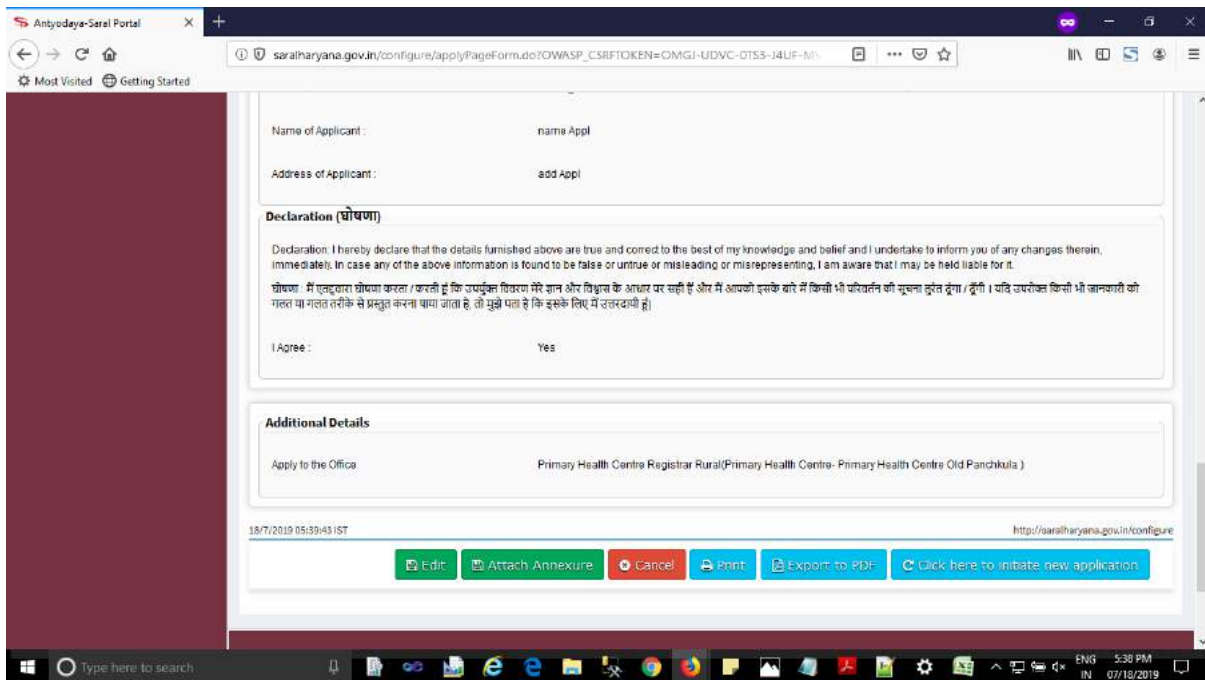 Antyodaya-Saral Portal
saralharyana.gov.in/configure/applyPageForm.do?OWASP_CSRFTOKEN=OMGJ-UDVC-0TS3-J4UF-M
Most Visited Getting Started
Name of Applicant : name Appl
Address of Applicant : add Appl
Declaration (घोषणा)
Declaration: I hereby declare that the details furnished above are true and correct to the best of my knowledge and belief and I undertake to inform you of any changes therein,
immediately. In case any of the above information is found to be false or untrue or misleading or misrepresenting, I am aware that I may be held liable for it.
घोषणा : मैं एतद्द्वारा घोषणा करता / करती हूं कि उपर्युक्त विवरण मेरे ज्ञान और विश्वास के आधार पर सही हैं और मैं आपको इसके बारे में किसी भी परिवर्तन की सूचना तुरंत दूंगा / दूँगी । यदि उपरोक्त किसी भी जानकारी को
गलत या गलत तरीके से प्रस्तुत करना पाया जाता है, तो मुझे पता है कि इसके लिए में उत्तरदायी हूं|
I Agree : Yes
Additional Details
Apply to the Office Primary Health Centre Registrar Rural(Primary Health Centre- Primary Health Centre Old Panchkula )
18/7/2019 05:39:43 IST http://saralharyana.gov.in/configure
Edit Attach Annexure Cancel Print Export to PDF Click here to initiate new application
Type here to search ENG 5:38 PM
IN 07/18/2019